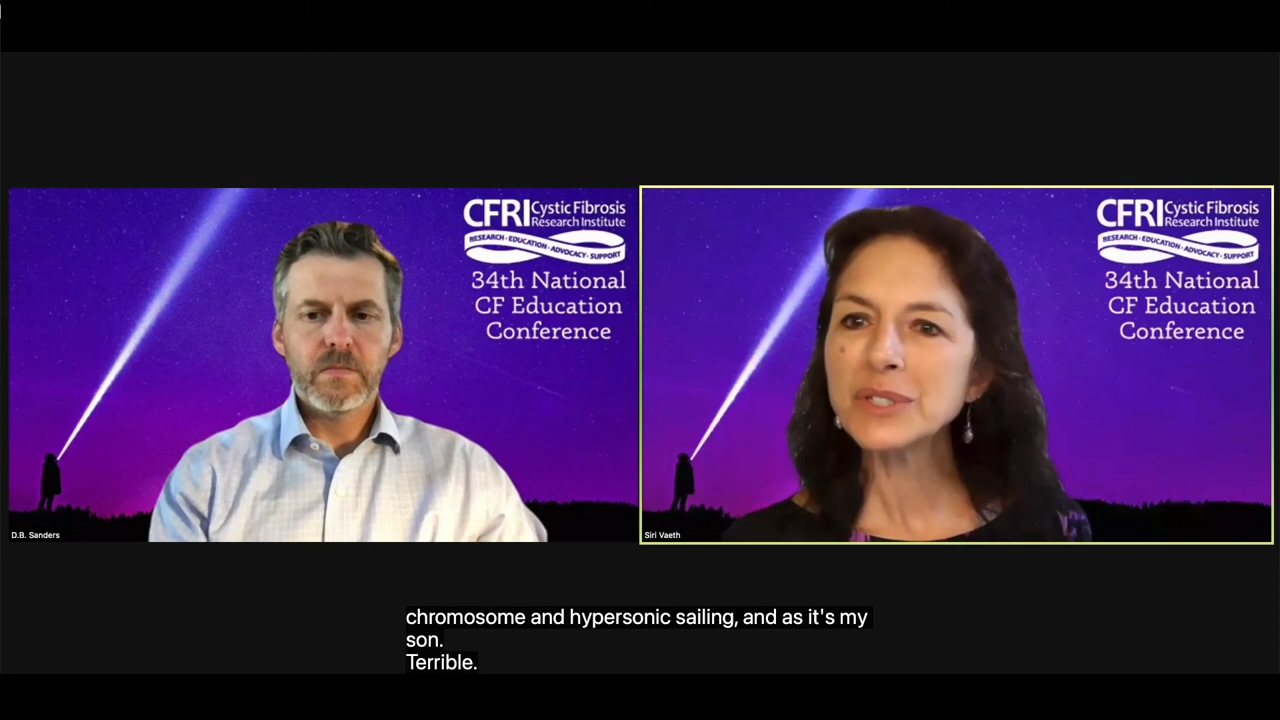 CFRI Cystic Fibrosis
Research Institute
RESEARCH · EDUCATION · ADVOCACY · SUPPORT
34th National
CF Education
Conference
D.B. Sanders
CFRI Cystic Fibrosis
Research Institute
RESEARCH · EDUCATION · ADVOCACY · SUPPORT
34th National
CF Education
Conference
Siri Vaeth
chromosome and hypersonic sailing, and as it's my
son.
Terrible.